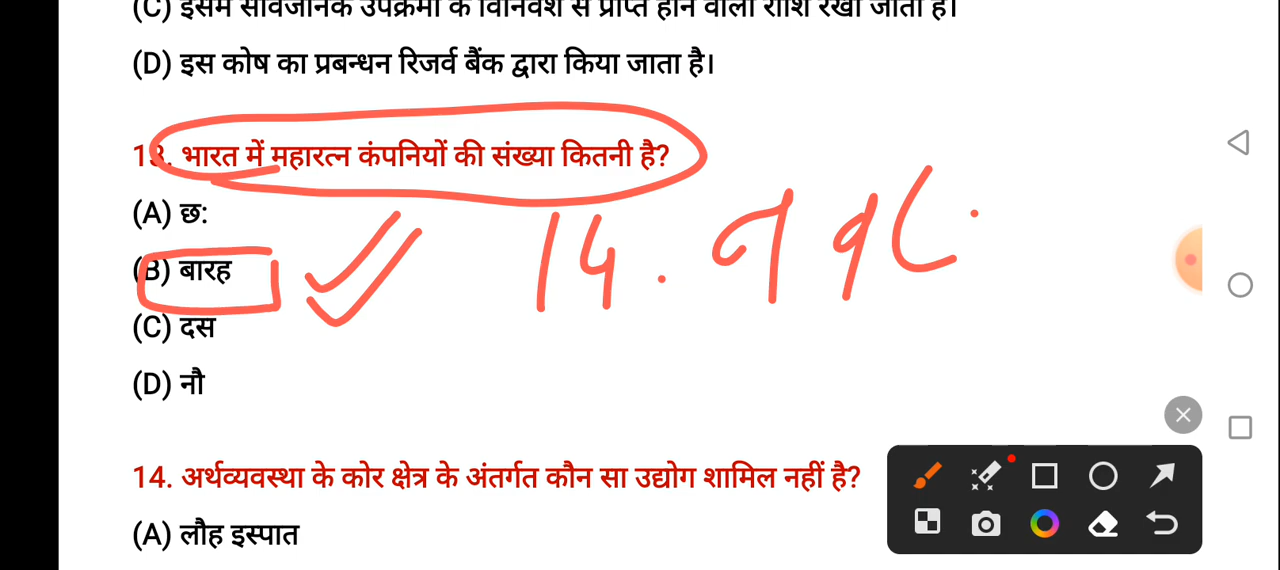 (C) इसमें सार्वजनिक उपक्रमों के विनिवेश से प्राप्त होने वाली राशि रखी जाती है।
(D) इस कोष का प्रबन्धन रिजर्व बैंक द्वारा किया जाता है।
13. भारत में महारत्न कंपनियों की संख्या कितनी है?
(A) छ:
(B) बारह
14.
(C) दस
(D) नौ
14. अर्थव्यवस्था के कोर क्षेत्र के अंतर्गत कौन सा उद्योग शामिल नहीं है?
(A) लौह इस्पात